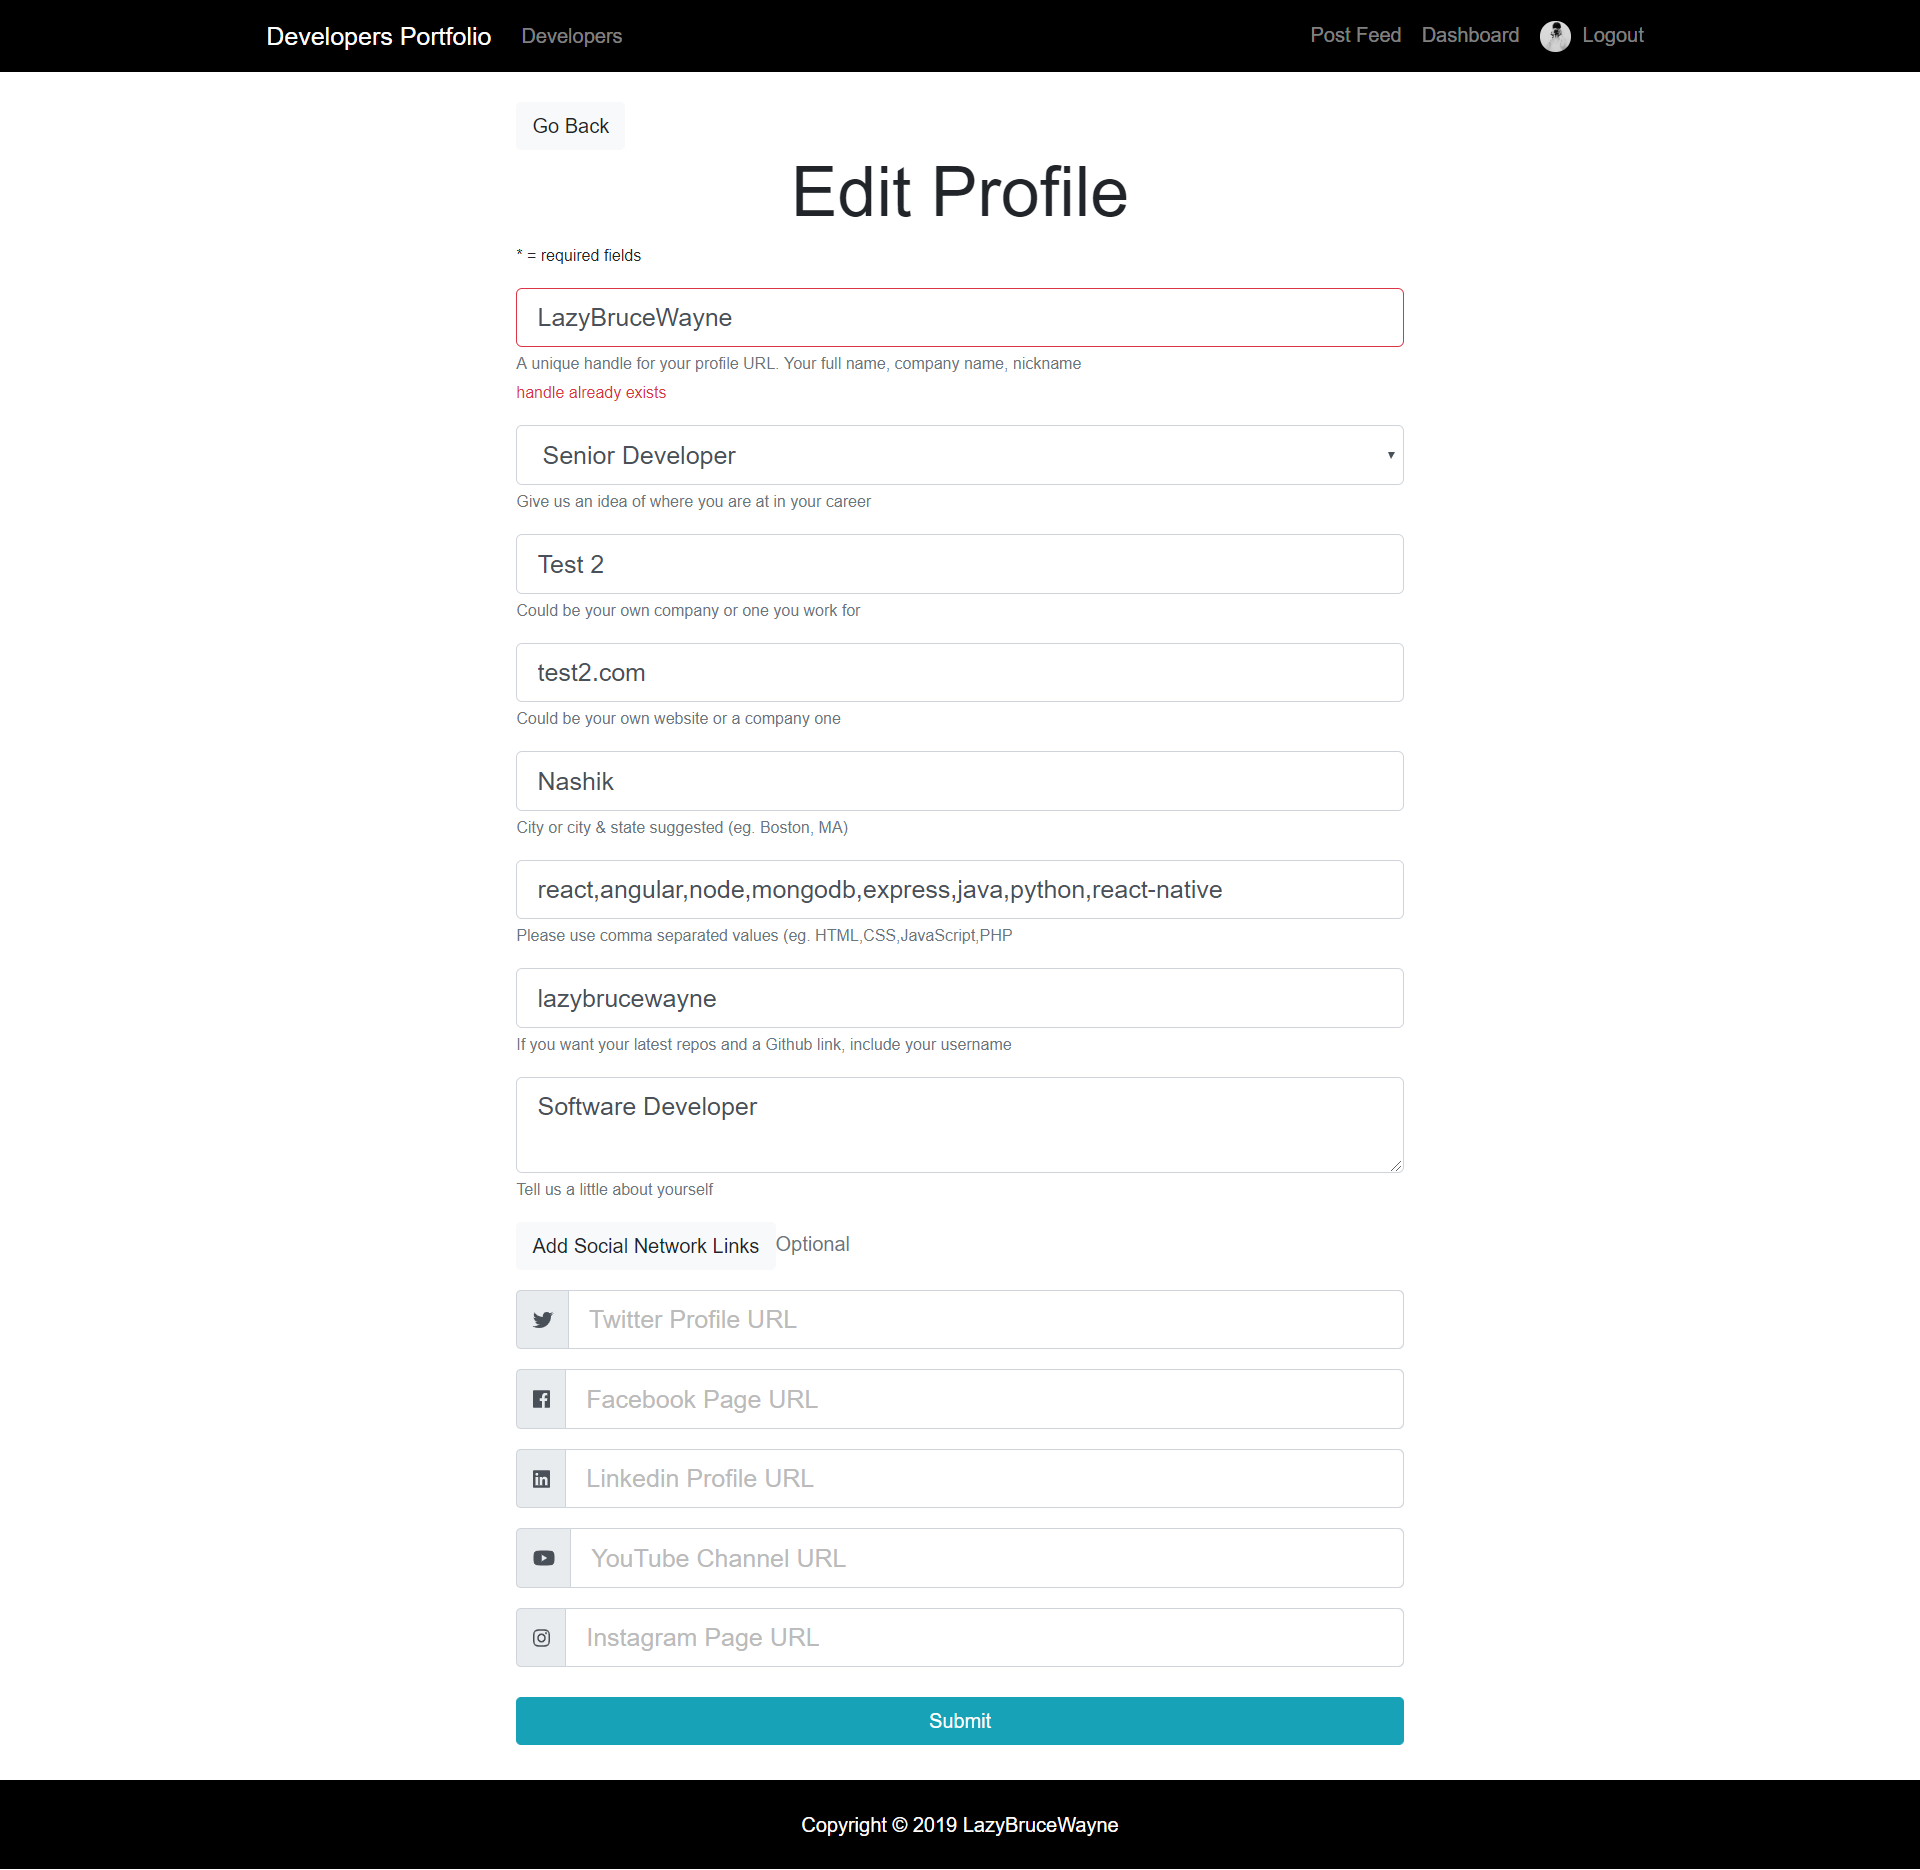 Developers Portfolio Developers Post Feed Dashboard Logout
Go Back
Edit Profile
* = required fields
LazyBruceWayne
A unique handle for your profile URL. Your full name, company name, nickname
handle already exists
Senior Developer
Give us an idea of where you are at in your career
Test 2
Could be your own company or one you work for
test2.com
Could be your own website or a company one
Nashik
City or city & state suggested (eg. Boston, MA)
react,angular,node,mongodb,express,java,python,react-native
Please use comma separated values (eg. HTML,CSS,JavaScript,PHP
lazybrucewayne
If you want your latest repos and a Github link, include your username
Software Developer
Tell us a little about yourself
Add Social Network Links Optional
Twitter Profile URL
Facebook Page URL
Linkedin Profile URL
YouTube Channel URL
Instagram Page URL
Submit
Copyright © 2019 LazyBruceWayne